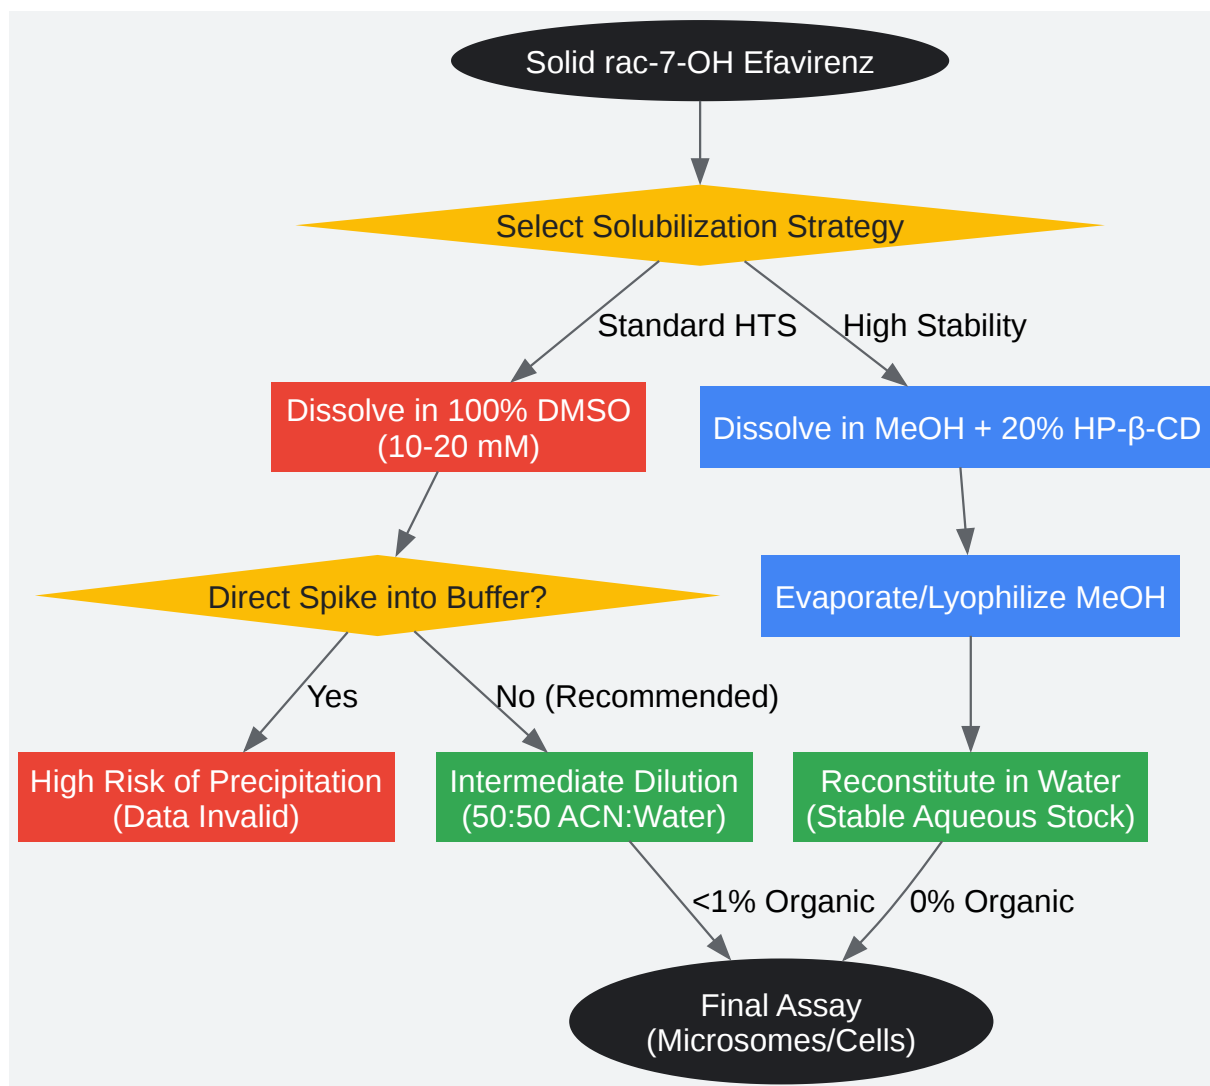 Solid rac-7-OH Efavirenz
Select Solubilization Strategy
Standard HTS
High Stability
Dissolve in 100% DMSO
(10-20 mM)
Dissolve in MeOH + 20% HP-β-CD
Direct Spike into Buffer?
Evaporate/Lyophilize MeOH
Yes
No (Recommended)
High Risk of Precipitation
(Data Invalid)
Intermediate Dilution
(50:50 ACN:Water)
Reconstitute in Water
(Stable Aqueous Stock)
<1% Organic
0% Organic
Final Assay
(Microsomes/Cells)